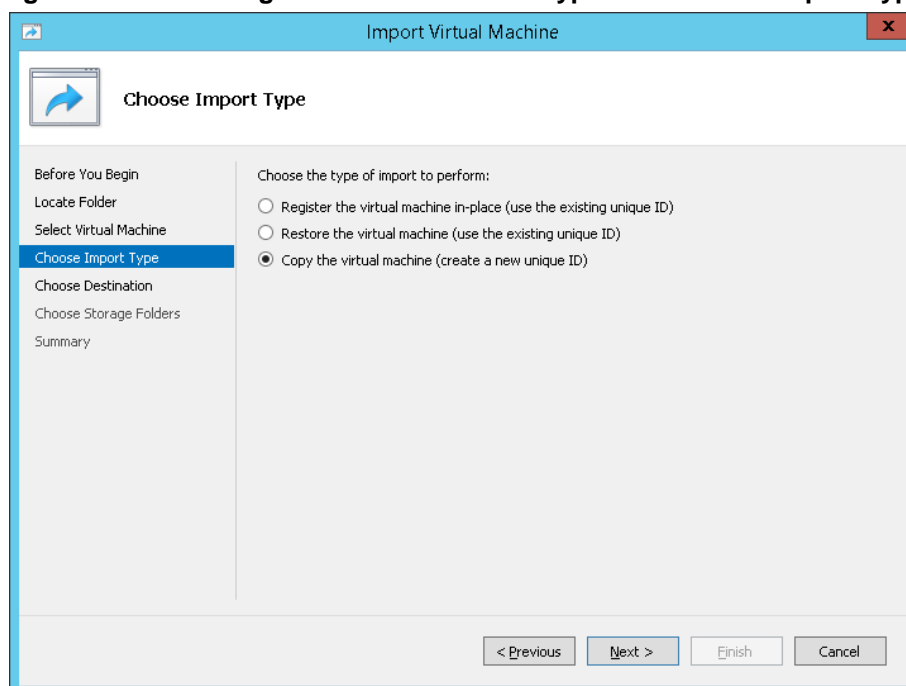 Import Virtual Machine
x
Choose Import Type
Before You Begin
Locate Folder
Select Virtual Machine
Choose Import Type
Choose Destination
Choose Storage Folders
Summary
Choose the type of import to perform:
Register the virtual machine in-place (use the existing unique ID)
Restore the virtual machine (use the existing unique ID)
Copy the virtual machine (create a new unique ID)
< Previous Next > Finish Cancel